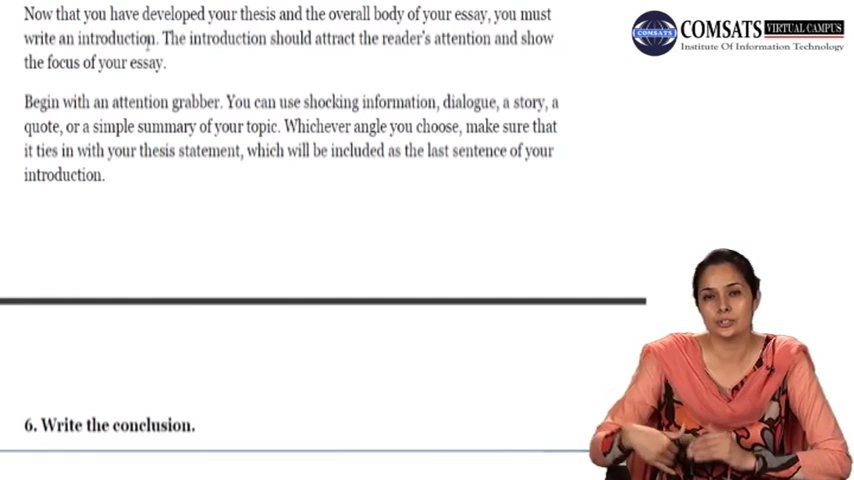 Now that you have developed your thesis and the overall body of your essay, you must
write an introduction. The introduction should attract the reader's attention and show
the focus of your essay.
Begin with an attention grabber. You can use shocking information, dialogue, a story, a
quote, or a simple summary of your topic. Whichever angle you choose, make sure that
it ties in with your thesis statement, which will be included as the last sentence of your
introduction.
6. Write the conclusion.
COMSATS
COMSATS VIRTUAL CAMPUS
Institute Of Information Technology